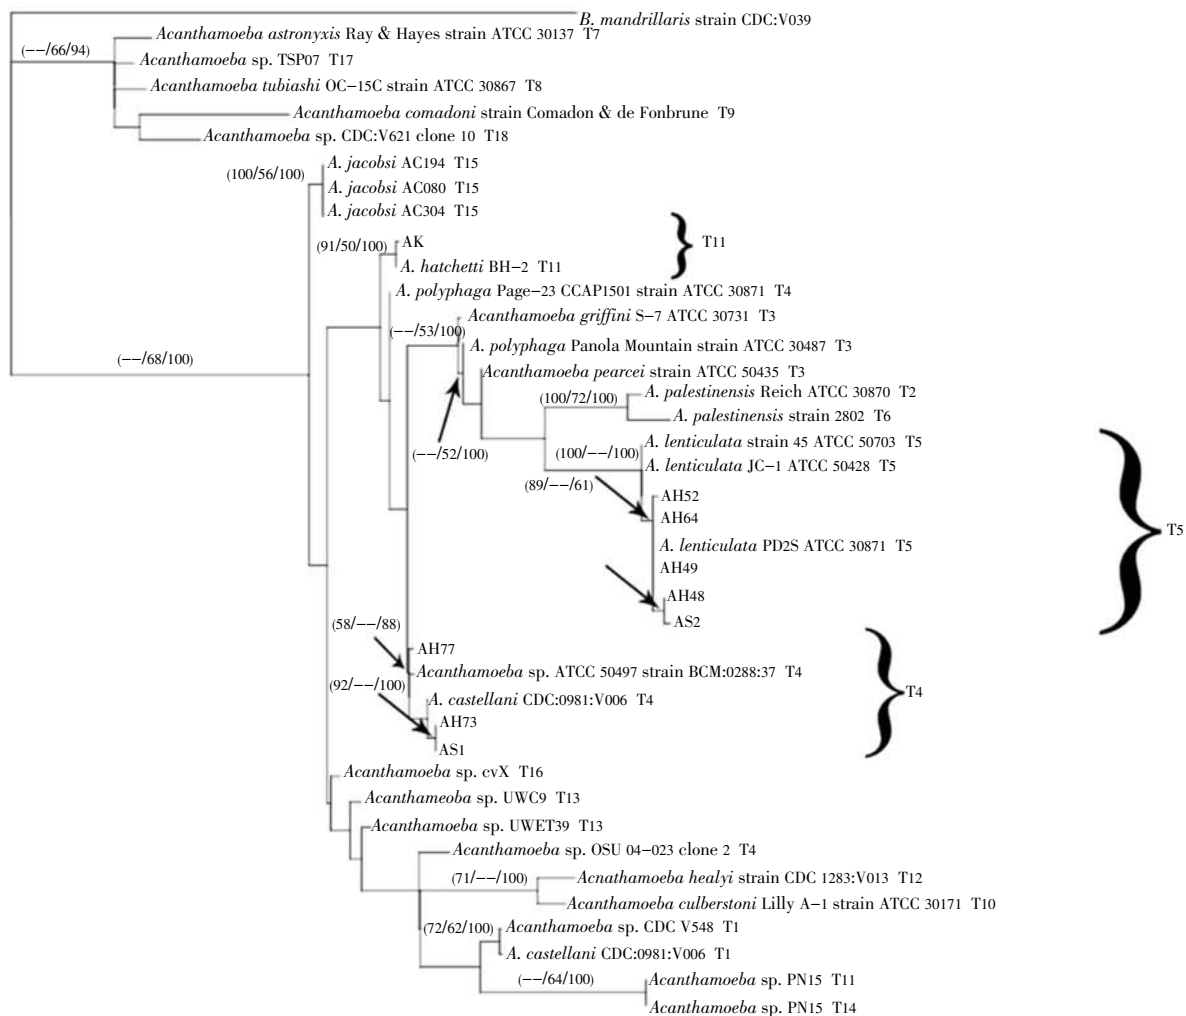 B. mandrillaris strain CDC:V039
Acanthamoeba astronyxis Ray & Hayes strain ATCC 30137 T7
(−−/66/94)
Acanthamoeba sp. TSP07 T17
Acanthamoeba tubiashi OC−15C strain ATCC 30867 T8
Acanthamoeba comadoni strain Comadon & de Fonbrune T9
Acanthamoeba sp. CDC:V621 clone 10 T18
A. jacobsi AC194 T15
(100/56/100)
A. jacobsi AC080 T15
A. jacobsi AC304 T15
(91/50/100)
AK
T11
A. hatchetti BH−2 T11
A. polyphaga Page−23 CCAP1501 strain ATCC 30871 T4
Acanthamoeba griffini S−7 ATCC 30731 T3
(−−/53/100)
A. polyphaga Panola Mountain strain ATCC 30487 T3
(−−/68/100)
Acanthamoeba pearcei strain ATCC 50435 T3
A. palestinensis Reich ATCC 30870 T2
(100/72/100)
A. palestinensis strain 2802 T6
A. lenticulata strain 45 ATCC 50703 T5
(−−/52/100)
(100/−−/100)
A. lenticulata JC−1 ATCC 50428 T5
(89/−−/61)
AH52
AH64
T5
A. lenticulata PD2S ATCC 30871 T5
AH49
AH48
AS2
(58/−−/88)
AH77
Acanthamoeba sp. ATCC 50497 strain BCM:0288:37 T4
(92/−−/100)
T4
A. castellani CDC:0981:V006 T4
AH73
AS1
Acanthamoeba sp. cvX T16
Acanthameoba sp. UWC9 T13
Acanthamoeba sp. UWET39 T13
Acanthamoeba sp. OSU 04−023 clone 2 T4
(71/−−/100)
Acnathamoeba healyi strain CDC 1283:V013 T12
Acanthamoeba culberstoni Lilly A−1 strain ATCC 30171 T10
(72/62/100)
Acanthamoeba sp. CDC V548 T1
A. castellani CDC:0981:V006 T1
(−−/64/100)
Acanthamoeba sp. PN15 T11
Acanthamoeba sp. PN15 T14